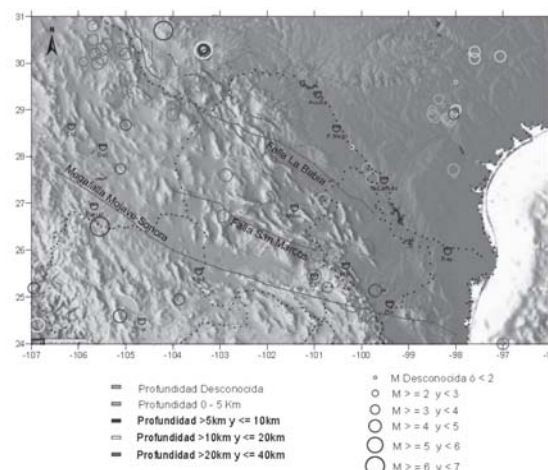 N
31
30
29
28
27
26
25
24
Falla La Babia
Falla San Marcos
Megafalla Mojave Sonora
-107 -106 -105 -104 -103 -102 -101 -100 -99 -98 -97
Profundidad Desconocida
Profundidad 0 - 5 Km
Profundidad >5km y <= 10km
Profundidad >10km y <= 20km
Profundidad >20km y <= 40km
M Desconocida ó < 2
M > = 2 y < 3
M > = 3 y < 4
M > = 4 y < 5
M > = 5 y < 6
M > = 6 y < 7